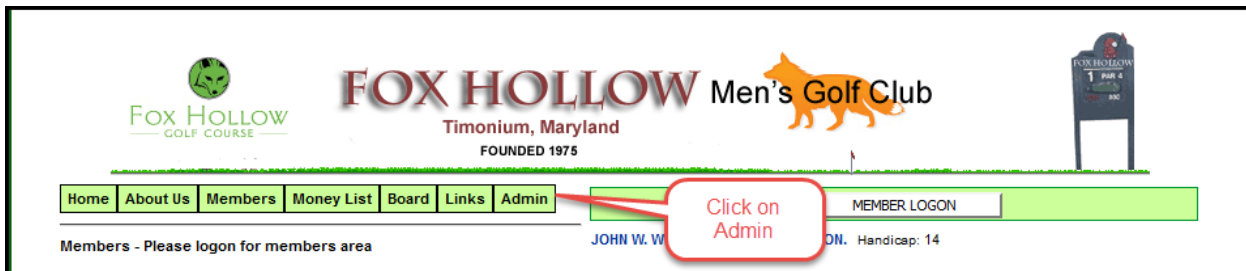 FOX HOLLOW
GOLF COURSE
FOX HOLLOW Men's Golf Club
Timonium, Maryland
FOUNDED 1975
FOX HOLLOW
1 PAR 4
Home About Us Members Money List Board Links Admin
Click on
Admin
MEMBER LOGON
Members - Please logon for members area
JOHN W. W ON. Handicap: 14